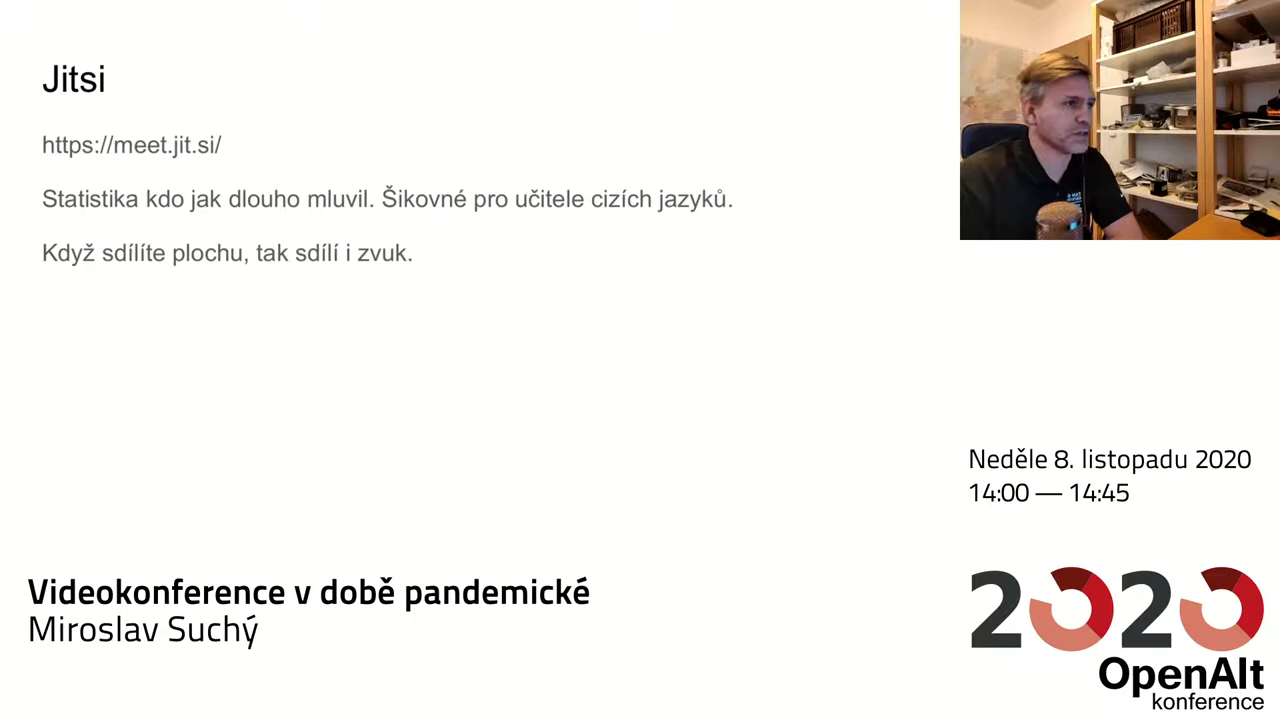 Jitsi
https://meet.jit.si/
Statistika kdo jak dlouho mluvil. Šikovné pro učitele cizích jazyků.
Když sdílíte plochu, tak sdílí i zvuk.
Neděle 8. listopadu 2020
14:00 — 14:45
Videokonference v době pandemické
Miroslav Suchý
2020
OpenAlt
konference